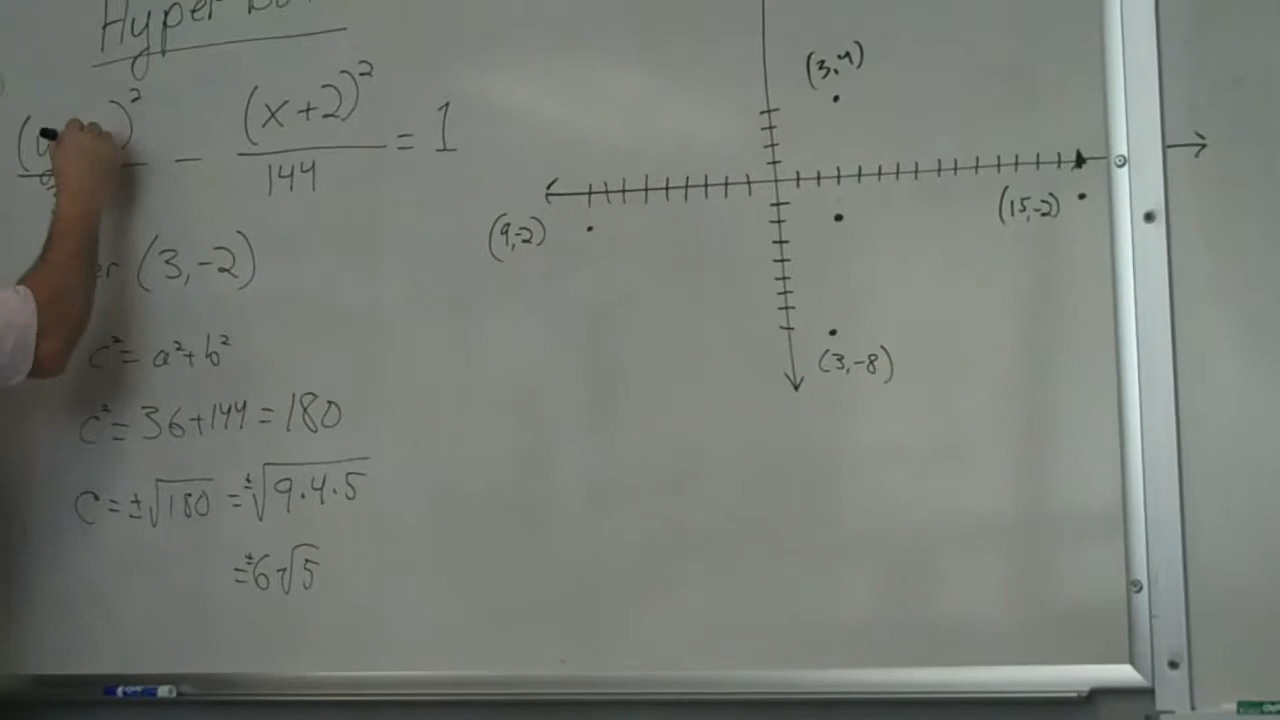 Hyper
( )² − (x+2)²/144 = 1
(3,-2)
c² = a²+b²
c² = 36+144 = 180
c = ±√180 = ±√9·4·5
= ±6√5
(3,4)
(9,-2)
(15,-2)
(3,-8)